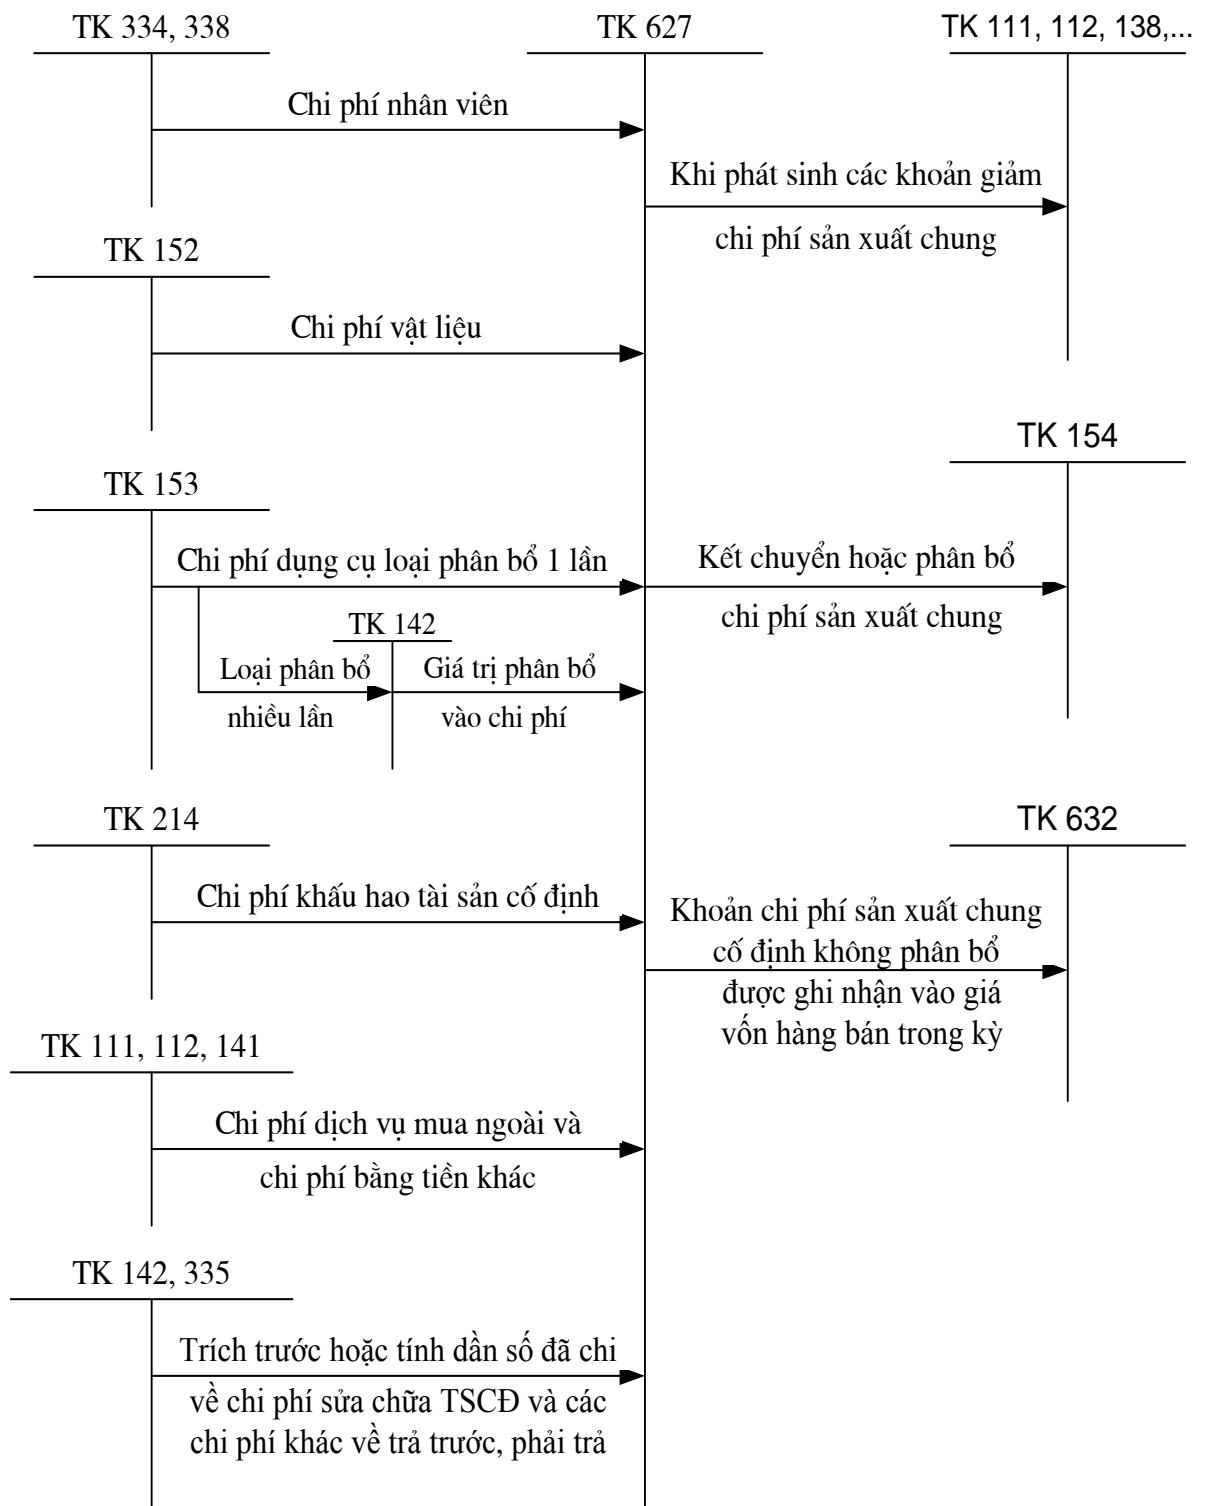 TK 334, 338
TK 627
TK 111, 112, 138,...
Chi phí nhân viên
Khi phát sinh các khoản giảm
chi phí sản xuất chung
TK 152
Chi phí vật liệu
TK 154
TK 153
Chi phí dụng cụ loại phân bổ 1 lần
Kết chuyển hoặc phân bổ
chi phí sản xuất chung
TK 142
Loại phân bổ
nhiều lần
Giá trị phân bổ
vào chi phí
TK 214
TK 632
Chi phí khấu hao tài sản cố định
Khoản chi phí sản xuất chung
cố định không phân bổ
được ghi nhận vào giá
vốn hàng bán trong kỳ
TK 111, 112, 141
Chi phí dịch vụ mua ngoài và
chi phí bằng tiền khác
TK 142, 335
Trích trước hoặc tính dần số đã chi
về chi phí sửa chữa TSCĐ và các
chi phí khác về trả trước, phải trả